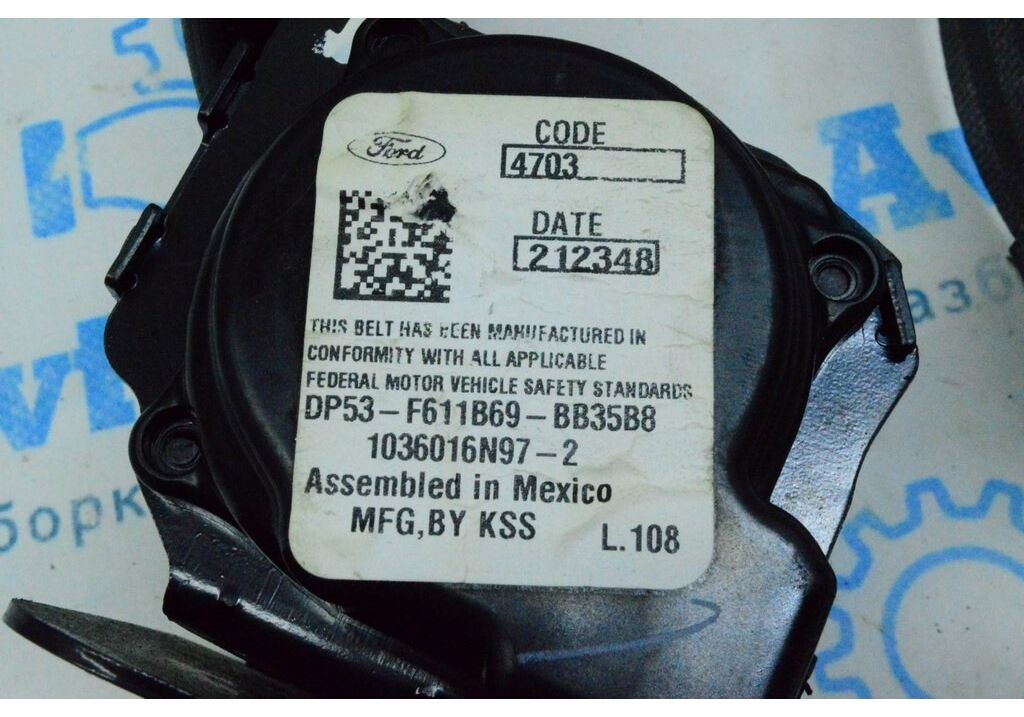 Ford
CODE
4703
DATE
212348
THIS BELT HAS BEEN MANUFACTURED IN
CONFORMITY WITH ALL APPLICABLE
FEDERAL MOTOR VEHICLE SAFETY STANDARDS
DP53-F611B69-BB35B8
1036016N97-2
Assembled in Mexico
MFG,BY KSS
L.108